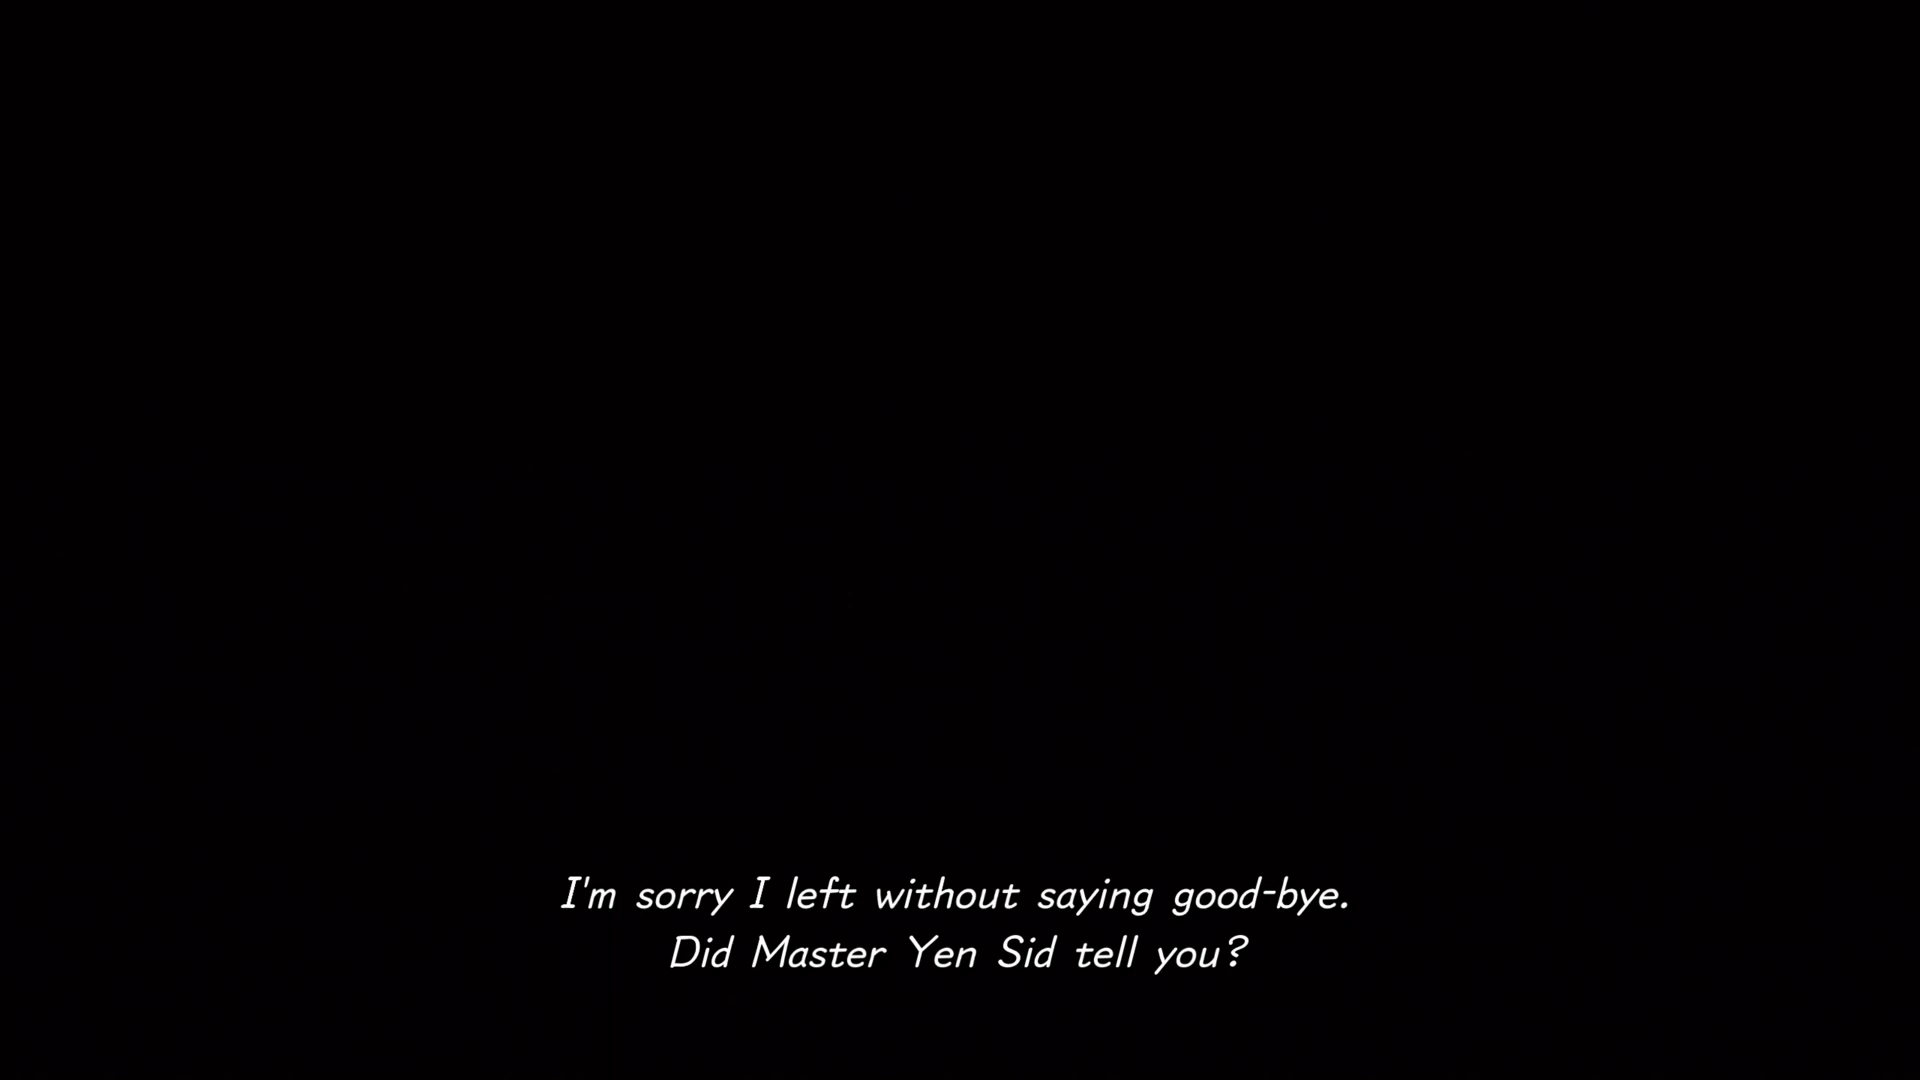 I'm sorry I left without saying good-bye.
Did Master Yen Sid tell you?